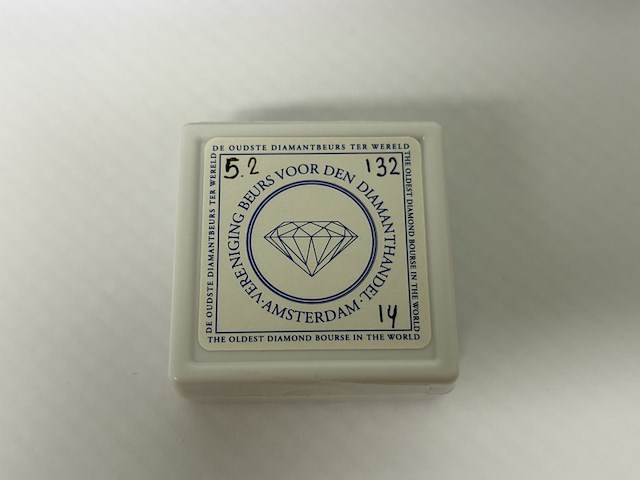 DE OUDSTE DIAMANTBEURS TER WERELD
5.2
132
VERENIGING BEURS VOOR DEN DIAMANTHANDEL · AMSTERDAM ·
DE OUDSTE DIAMANTBEURS TER WERELD
THE OLDEST DIAMOND BOURSE IN THE WORLD
14
THE OLDEST DIAMOND BOURSE IN THE WORLD